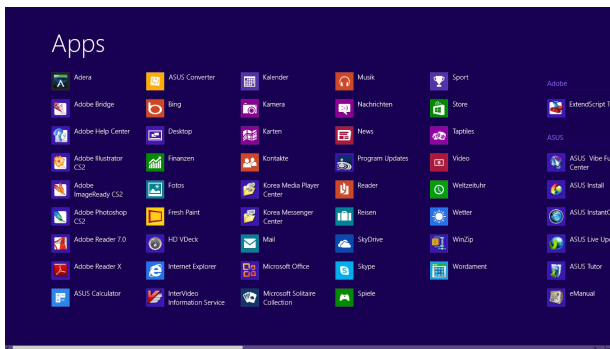 Apps
Adera
Adobe Bridge
Adobe Help Center
Adobe Illustrator
CS2
Adobe
ImageReady CS2
Adobe Photoshop
CS2
Adobe Reader 7.0
Adobe Reader X
ASUS Calculator
ASUS Converter
Bing
Desktop
Finanzen
Fotos
Fresh Paint
HD VDeck
Internet Explorer
InterVideo
Information Service
Kalender
Kamera
Karten
Kontakte
Korea Media Player
Center
Korea Messenger
Center
Mail
Microsoft Office
Microsoft Solitaire
Collection
Musik
Nachrichten
News
Program Updates
Reader
Reisen
SkyDrive
Skype
Spiele
Sport
Store
Taptiles
Video
Weltzeituhr
Wetter
WinZip
Wordament
Adobe
ExtendScript T
ASUS
ASUS Vibe Fu
Center
ASUS Install
ASUS InstantO
ASUS Live Up
ASUS Tutor
eManual